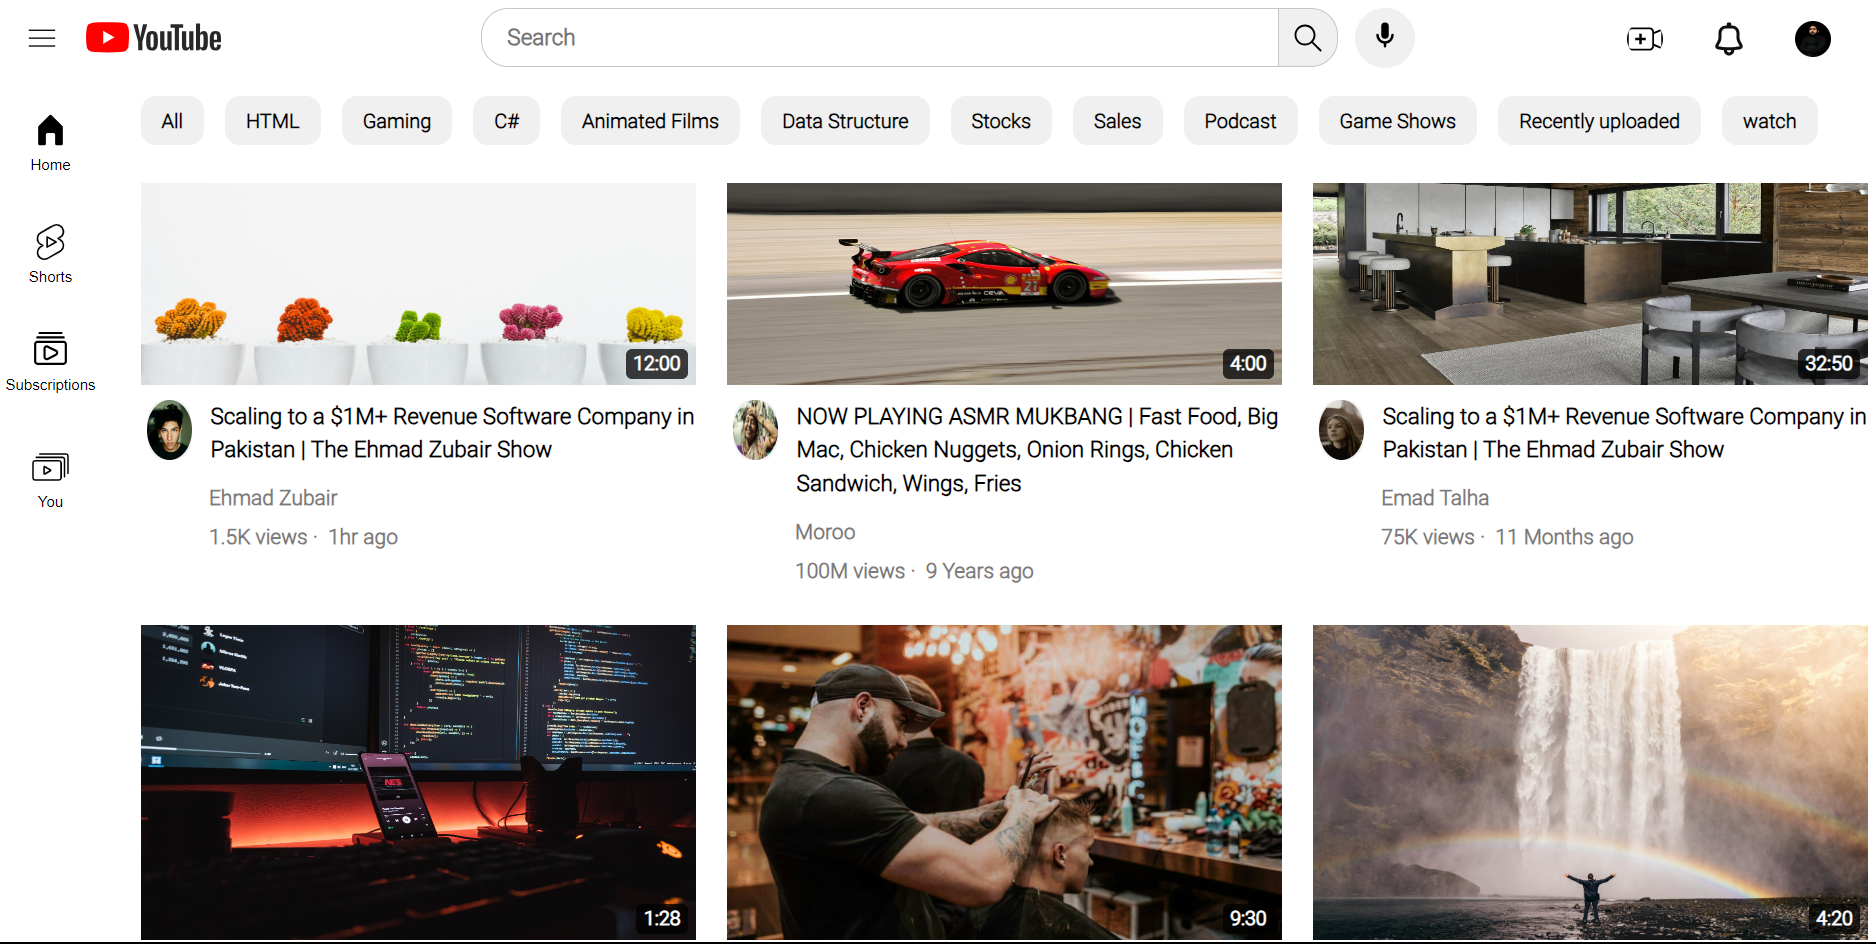 YouTube
Search
All
HTML
Gaming
C#
Animated Films
Data Structure
Stocks
Sales
Podcast
Game Shows
Recently uploaded
watch
Home
Shorts
Subscriptions
You
12:00
4:00
32:50
Scaling to a $1M+ Revenue Software Company in
Pakistan | The Ehmad Zubair Show
Ehmad Zubair
1.5K views · 1hr ago
NOW PLAYING ASMR MUKBANG | Fast Food, Big
Mac, Chicken Nuggets, Onion Rings, Chicken
Sandwich, Wings, Fries
Moroo
100M views · 9 Years ago
Scaling to a $1M+ Revenue Software Company in
Pakistan | The Ehmad Zubair Show
Emad Talha
75K views · 11 Months ago
1:28
9:30
4:20